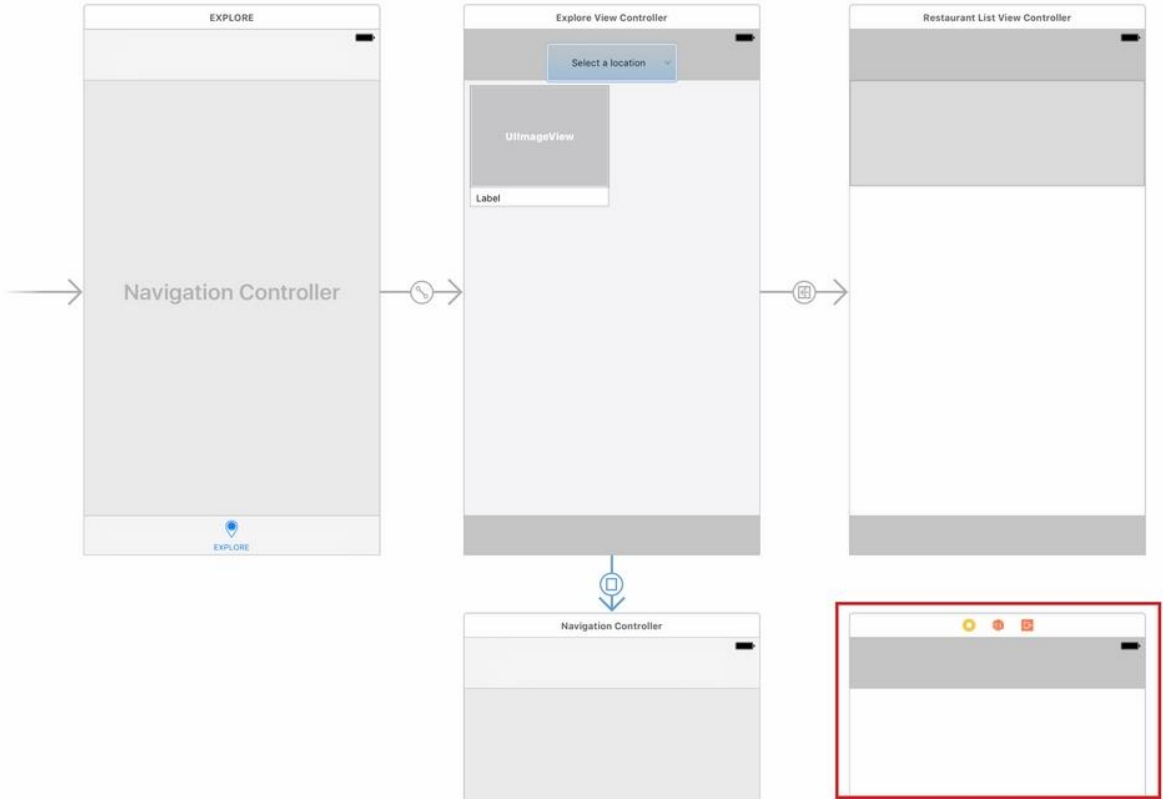 EXPLORE
Explore View Controller
Restaurant List View Controller
Select a location
UIImageView
Label
Navigation Controller
EXPLORE
Navigation Controller